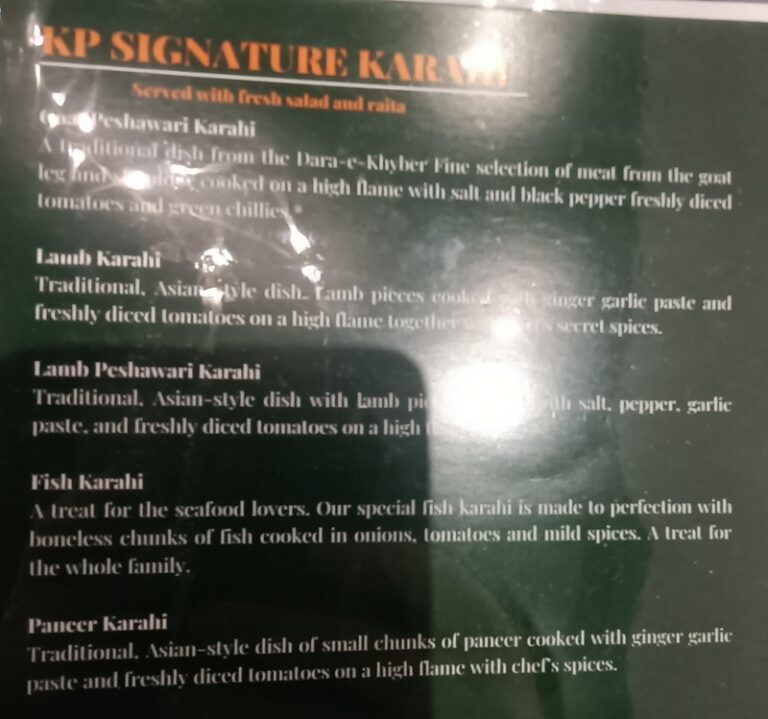 KP SIGNATURE KARAHI
Served with fresh salad and raita
Peshawari Karahi
A traditional dish from the Dara-e-Khyber Fine selection of meat from the goat
leg and cooked on a high flame with salt and black pepper freshly diced
tomatoes and green chillies.
Lamb Karahi
Traditional, Asian-style dish. Lamb pieces cooked with ginger garlic paste and
freshly diced tomatoes on a high flame together secret spices.
Lamb Peshawari Karahi
Traditional, Asian-style dish with lamb salt, pepper, garlic
paste, and freshly diced tomatoes on a high
Fish Karahi
A treat for the seafood lovers. Our special fish karahi is made to perfection with
boneless chunks of fish cooked in onions, tomatoes and mild spices. A treat for
the whole family.
Paneer Karahi
Traditional, Asian-style dish of small chunks of paneer cooked with ginger garlic
paste and freshly diced tomatoes on a high flame with chef's spices.